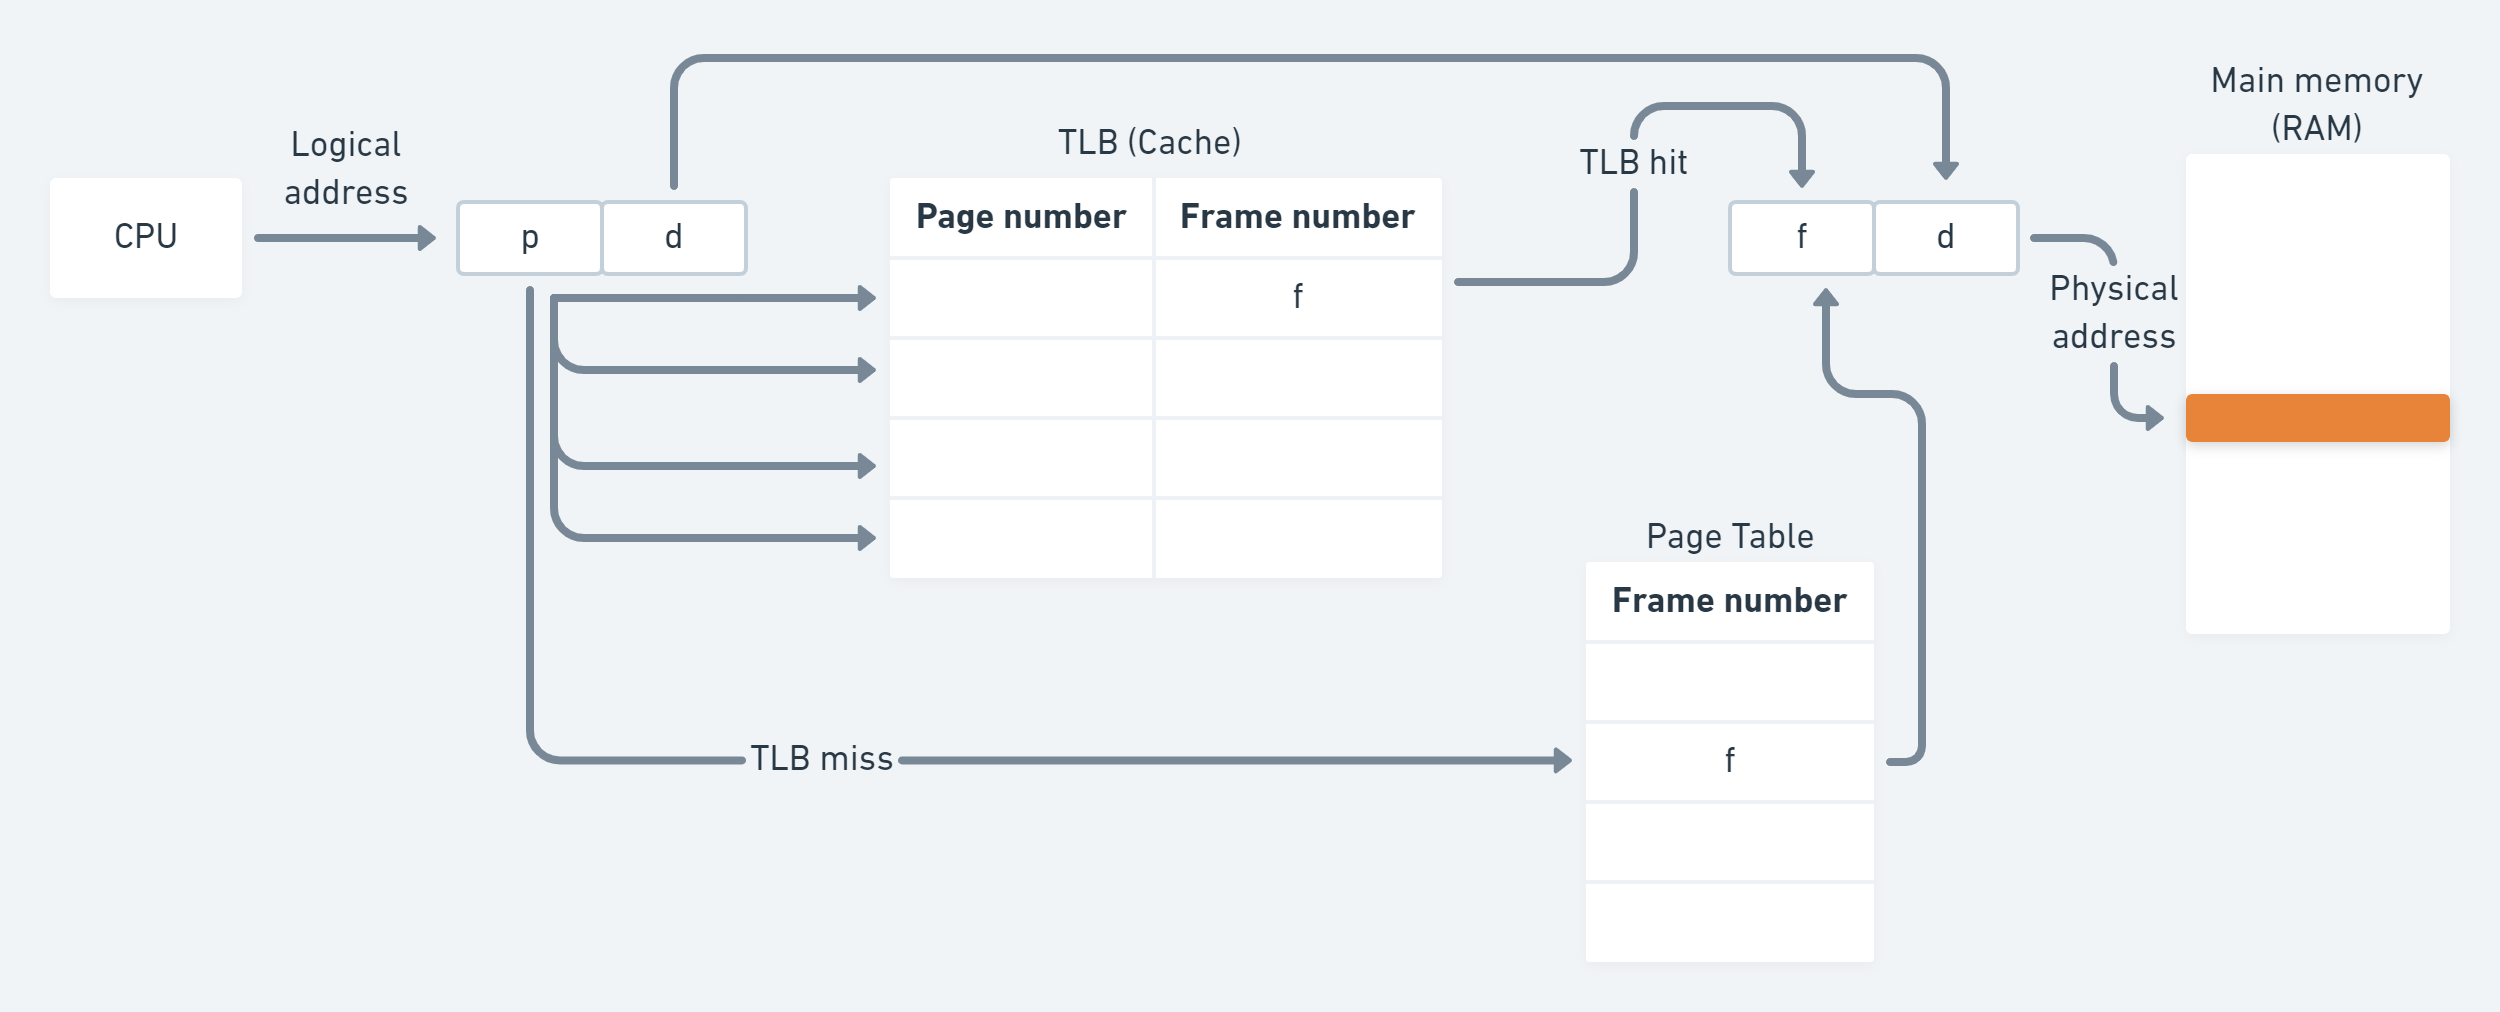 Main memory
(RAM)
Logical
address
TLB (Cache)
TLB hit
CPU
p
d
Page number
Frame number
f
f
d
Physical
address
Page Table
Frame number
TLB miss
f